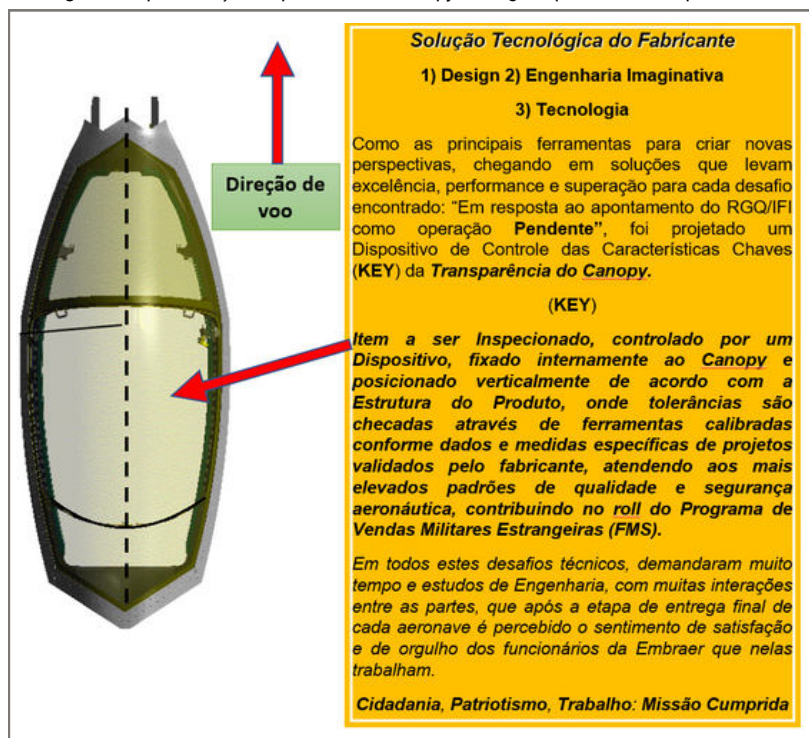 Solução Tecnológica do Fabricante
1) Design 2) Engenharia Imaginativa
3) Tecnologia
Como as principais ferramentas para criar novas
perspectivas, chegando em soluções que levam
excelência, performance e superação para cada desafio
encontrado: “Em resposta ao apontamento do RGQ/IFI
como operação Pendente”, foi projetado um
Dispositivo de Controle das Características Chaves
(KEY) da Transparência do Canopy.
(KEY)
Direção de
voo
Item a ser Inspecionado, controlado por um
Dispositivo, fixado internamente ao Canopy e
posicionado verticalmente de acordo com a
Estrutura do Produto, onde tolerâncias são
checadas através de ferramentas calibradas
conforme dados e medidas específicas de projetos
validados pelo fabricante, atendendo aos mais
elevados padrões de qualidade e segurança
aeronáutica, contribuindo no roll do Programa de
Vendas Militares Estrangeiras (FMS).
Em todos estes desafios técnicos, demandaram muito
tempo e estudos de Engenharia, com muitas interações
entre as partes, que após a etapa de entrega final de
cada aeronave é percebido o sentimento de satisfação
e de orgulho dos funcionários da Embraer que nelas
trabalham.
Cidadania, Patriotismo, Trabalho: Missão Cumprida